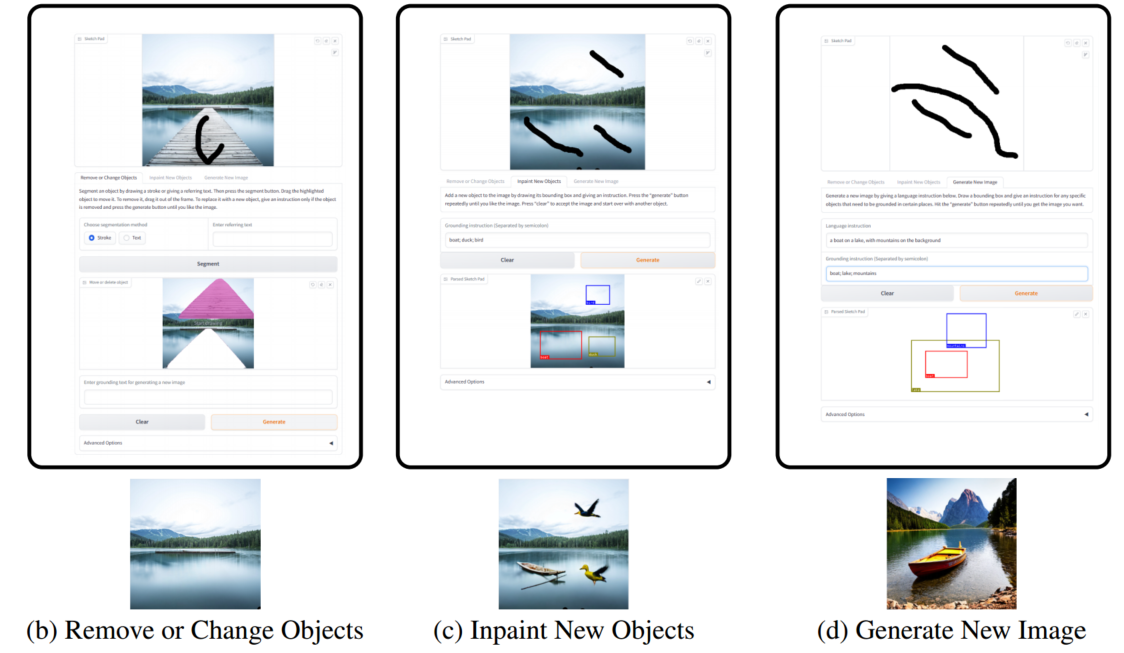 Sketch Pad
Remove or Change Objects
Inpaint New Objects
Generate New Image
Segment an object by drawing a stroke or giving a referring text. Then press the segment button. Drag the highlighted
object to move it. To remove it, drag it out of the frame. To replace it with a new object, give an instruction only if the object
is removed and press the generate button until you like the image.
Choose segmentation method
Enter referring text
Stroke
Text
Segment
Move or delete object
Enter grounding text for generating a new image
Clear
Generate
Advanced Options
(b) Remove or Change Objects
Sketch Pad
Remove or Change Objects
Inpaint New Objects
Generate New Image
Add a new object to the image by drawing its bounding box and giving an instruction. Press the "generate" button
repeatedly until you like the image. Press "clear" to accept the image and start over with another object.
Grounding instruction (Separated by semicolon)
boat; duck; bird
Clear
Generate
Parsed Sketch Pad
bird
boat
duck
Advanced Options
(c) Inpaint New Objects
Sketch Pad
Remove or Change Objects
Inpaint New Objects
Generate New Image
Generate a new image by giving a language instruction below. Draw a bounding box and give an instruction for any specific
objects that need to be grounded in certain places. Hit the "generate" button repeatedly until you get the image you want.
Language instruction
a boat on a lake, with mountains on the background
Grounding instruction (Separated by semicolon)
boat; lake; mountains
Clear
Generate
Parsed Sketch Pad
mountains
boat
lake
Advanced Options
(d) Generate New Image